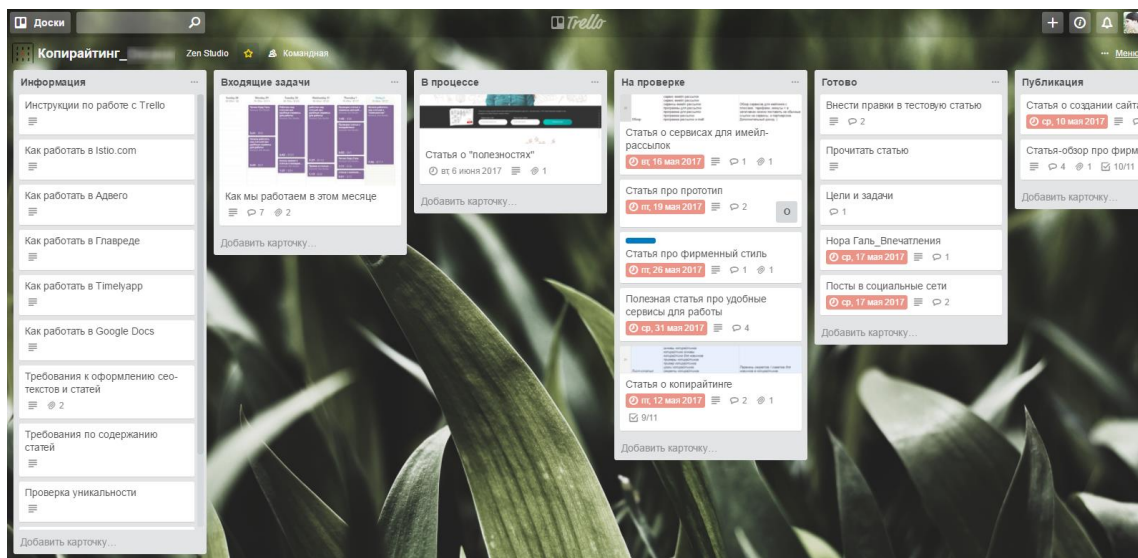 Доски
Trello
Копирайтинг_
Zen Studio
Командная
Меню
Информация
Инструкции по работе с Trello
Как работать в Istio.com
Как работать в Адвего
Как работать в Главреде
Как работать в Timelyapp
Как работать в Google Docs
Требования к оформлению сео-
текстов и статей
2
Требования по содержанию
статей
Проверка уникальности
Добавить карточку…
Входящие задачи
Как мы работаем в этом месяце
7 2
Добавить карточку…
В процессе
Статья о "полезностях"
вт, 6 июня 2017 1
Добавить карточку…
На проверке
Статья о сервисах для имейл-
рассылок
вт, 16 мая 2017 1 1
Статья про прототип
пт, 19 мая 2017 2
О
Статья про фирменный стиль
пт, 26 мая 2017 1 1
Полезная статья про удобные
сервисы для работы
ср, 31 мая 2017 4
Статья о копирайтинге
пт, 12 мая 2017 2 1
9/11
Добавить карточку…
Готово
Внести правки в тестовую статью
2
Прочитать статью
Цели и задачи
1
Нора Галь_Впечатления
ср, 17 мая 2017 1
Посты в социальные сети
ср, 17 мая 2017 2
Добавить карточку…
Публикация
Статья о создании сайт
ср, 10 мая 2017
Статья-обзор про фирм
4 1 10/11
Добавить карточку…